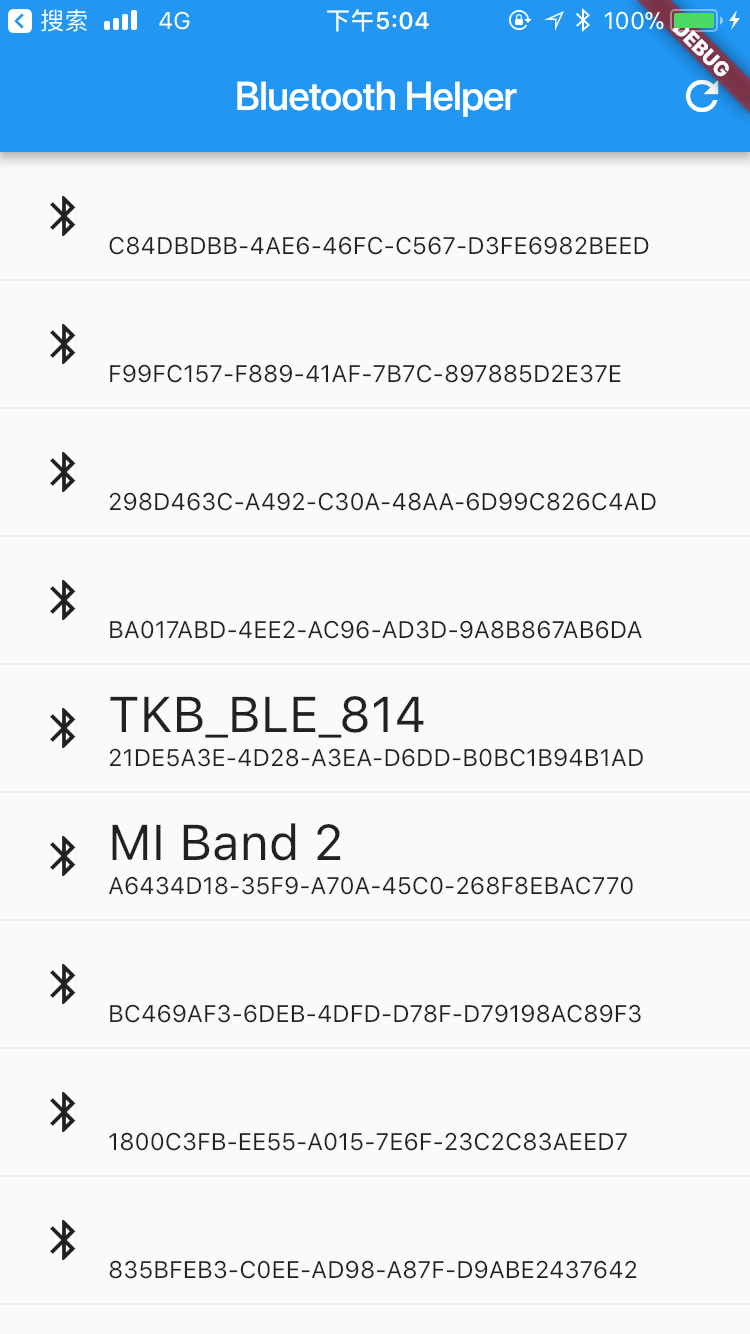 搜索 4G 下午5:04 100%
DEBUG
Bluetooth Helper
C84DBDBB-4AE6-46FC-C567-D3FE6982BEED
F99FC157-F889-41AF-7B7C-897885D2E37E
298D463C-A492-C30A-48AA-6D99C826C4AD
BA017ABD-4EE2-AC96-AD3D-9A8B867AB6DA
TKB_BLE_814
21DE5A3E-4D28-A3EA-D6DD-B0BC1B94B1AD
MI Band 2
A6434D18-35F9-A70A-45C0-268F8EBAC770
BC469AF3-6DEB-4DFD-D78F-D79198AC89F3
1800C3FB-EE55-A015-7E6F-23C2C83AEED7
835BFEB3-C0EE-AD98-A87F-D9ABE2437642